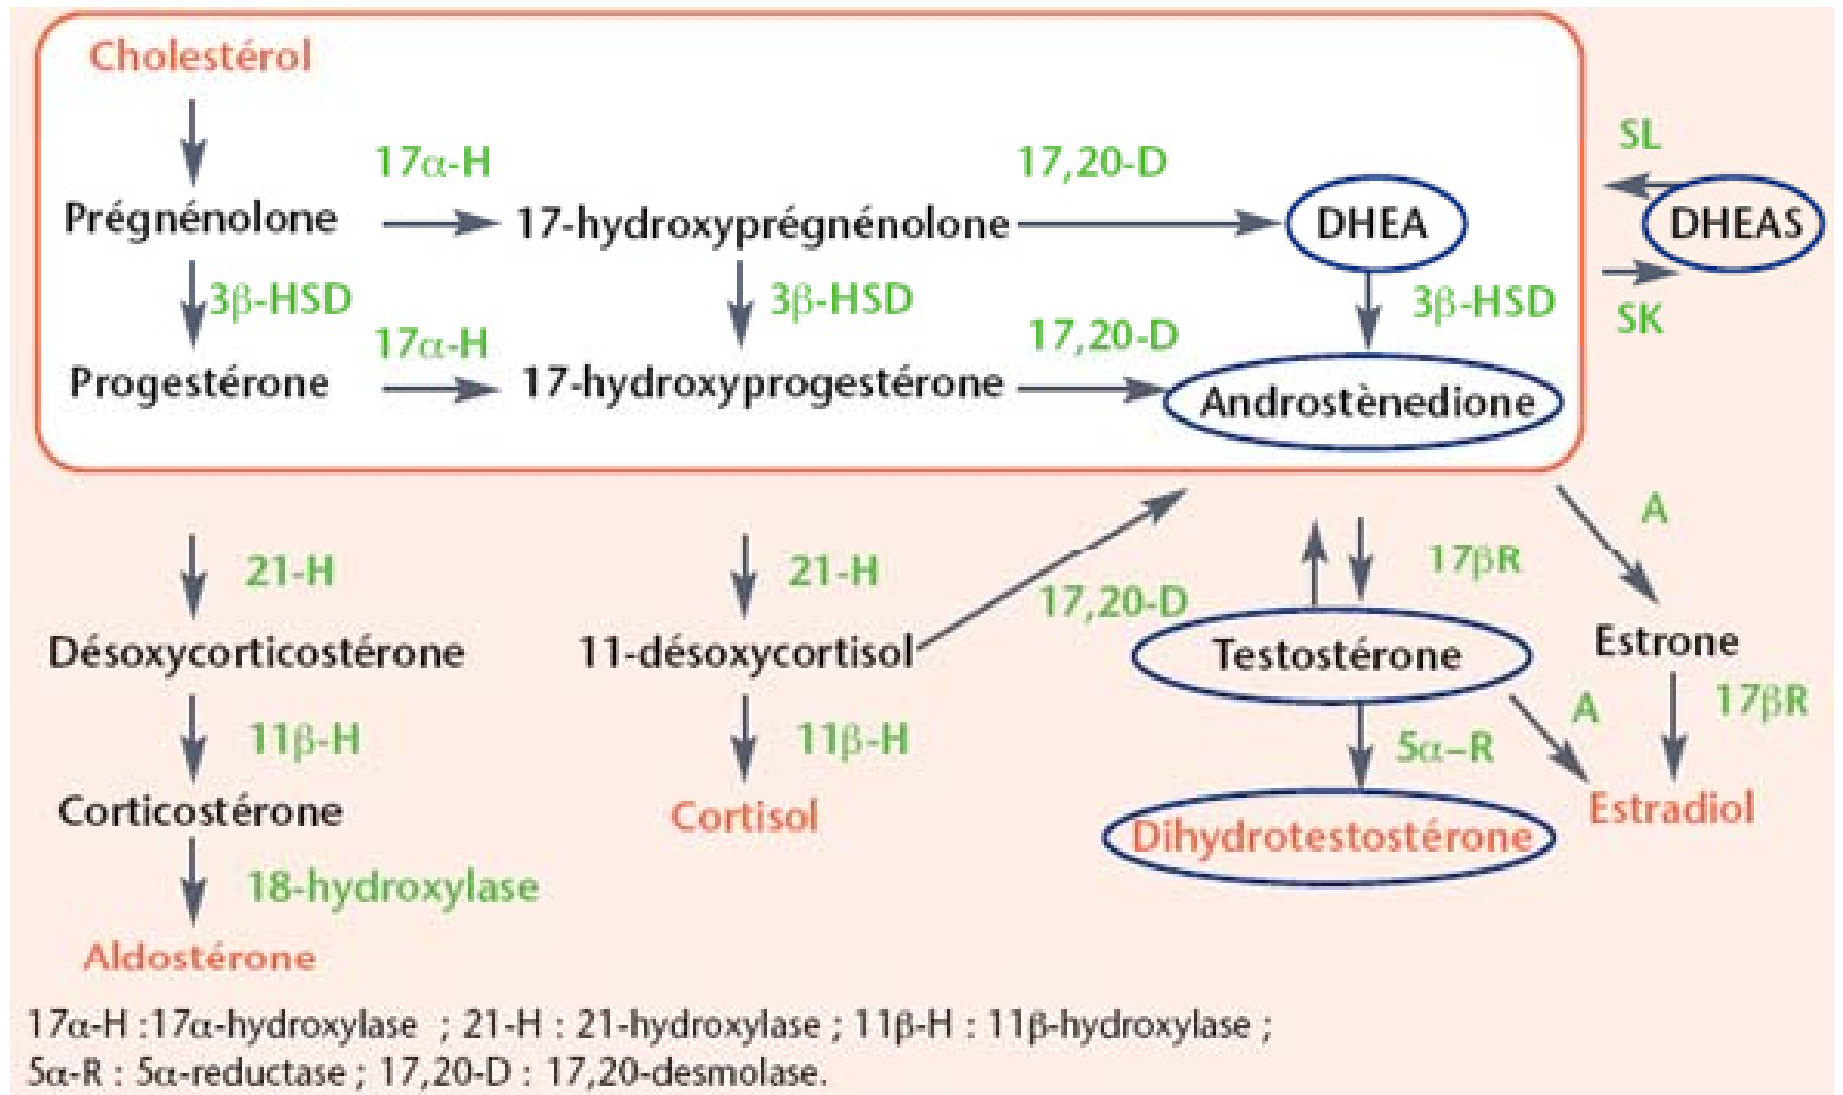 Cholestérol
SL
17α-H
17,20-D
Prégnénolone
17-hydroxyprégnénolone
DHEA
DHEAS
3β-HSD
3β-HSD
3β-HSD
SK
17α-H
17,20-D
Progestérone
17-hydroxyprogestérone
Androstènedione
A
21-H
21-H
17βR
17,20-D
Désoxycorticostérone
11-désoxycortisol
Testostérone
Estrone
11β-H
11β-H
5α–R
A
17βR
Corticostérone
Cortisol
Dihydrotestostérone
Estradiol
18-hydroxylase
Aldostérone
17α-H :17α-hydroxylase ; 21-H : 21-hydroxylase ; 11β-H : 11β-hydroxylase ;
5α-R : 5α-reductase ; 17,20-D : 17,20-desmolase.